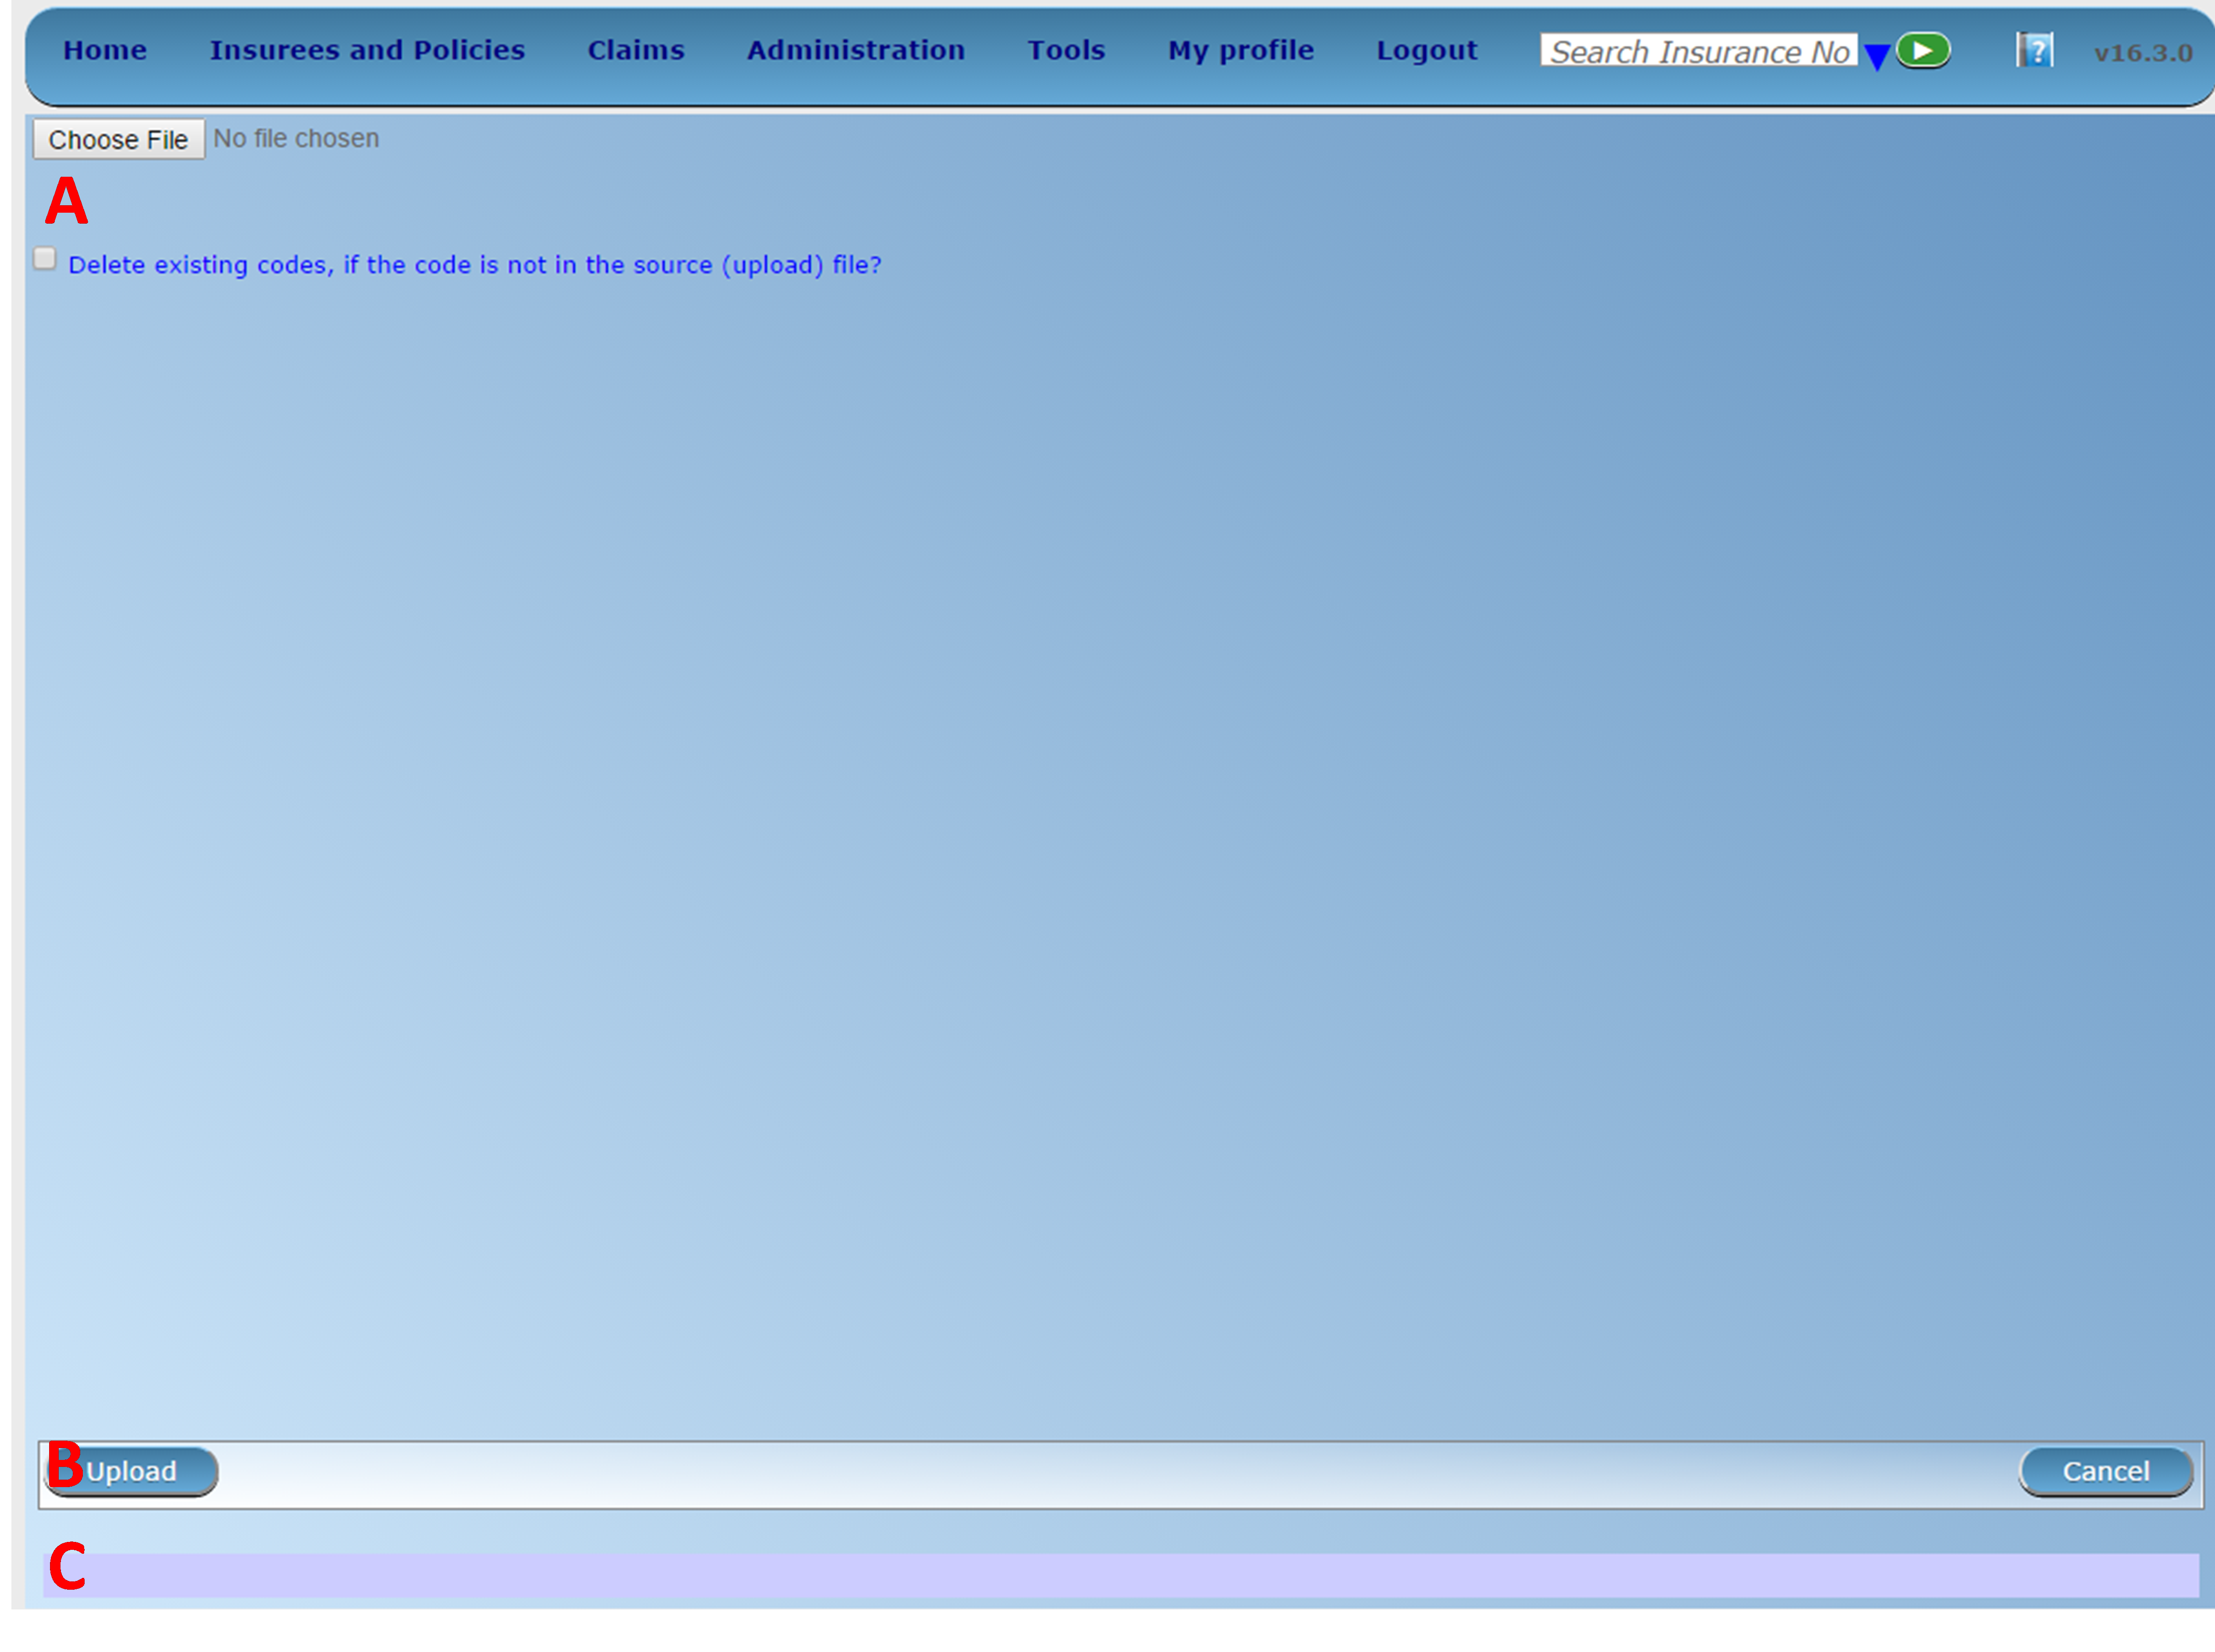 Home Insurees and Policies Claims Administration Tools My profile Logout Search Insurance No ? v16.3.0
Choose File No file chosen
A
Delete existing codes, if the code is not in the source (upload) file?
B Upload Cancel
C